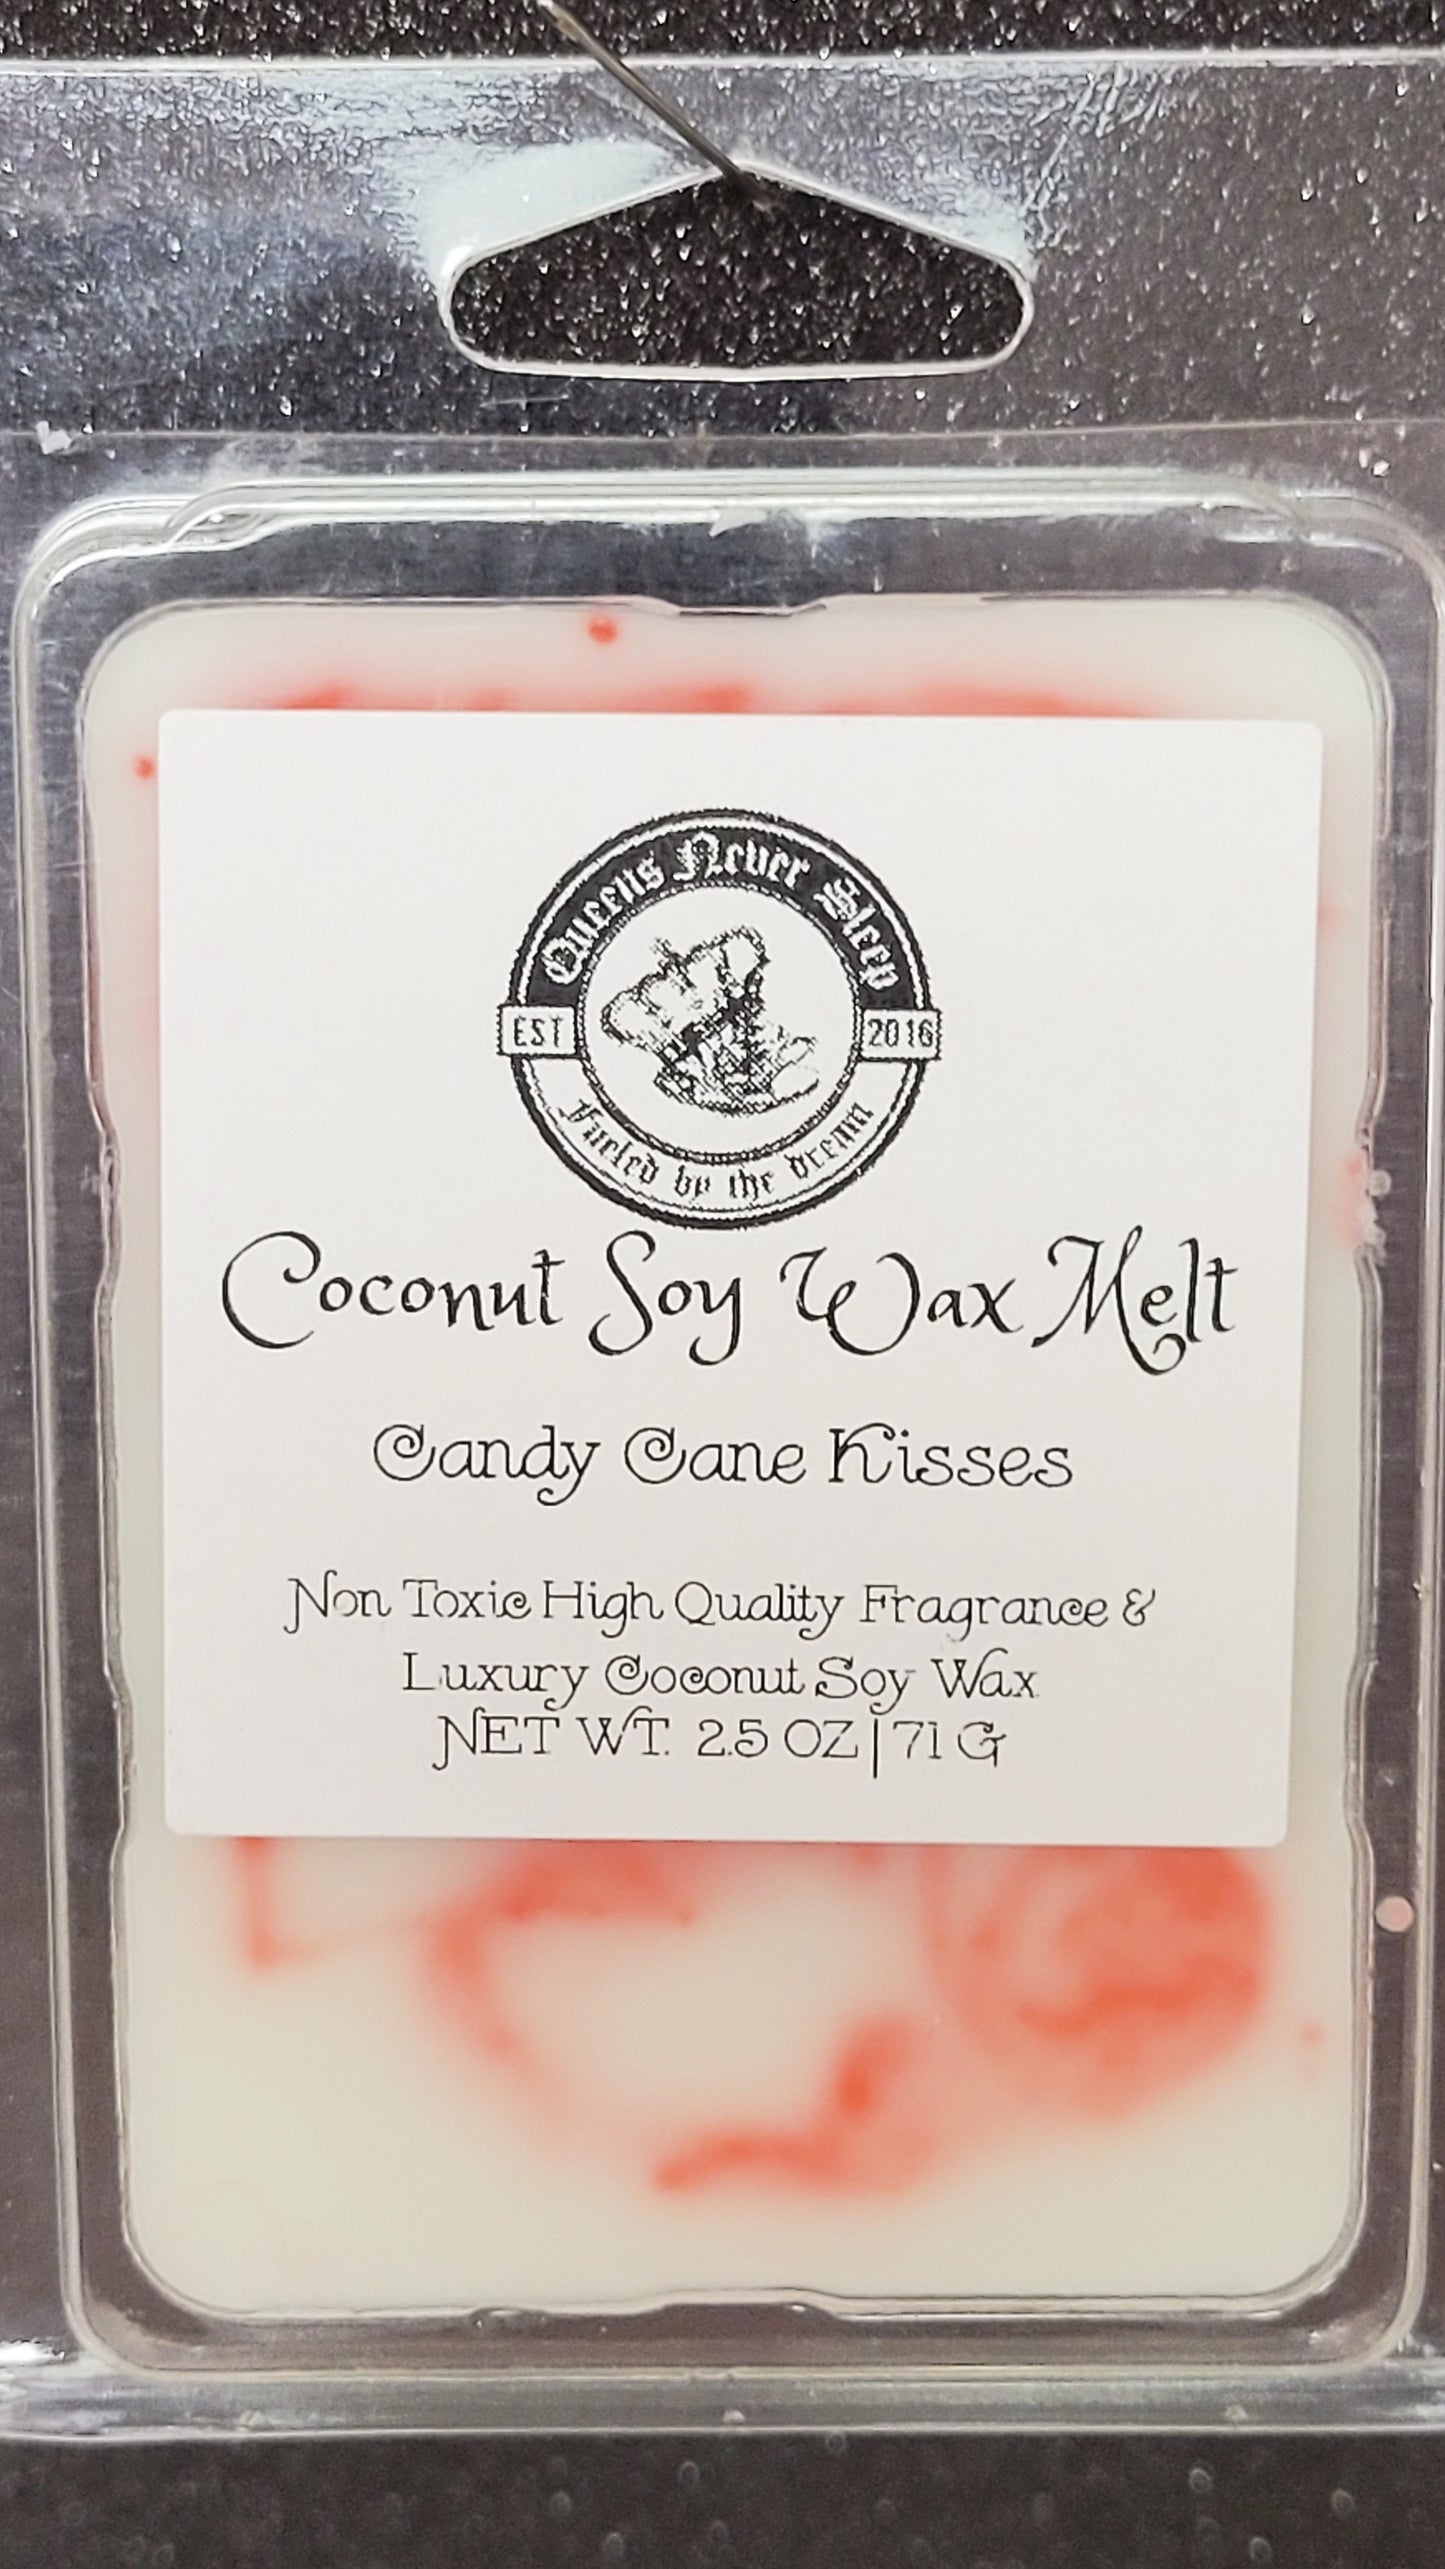 Queens Never Sleep
EST 2016
Fueled by the dream
Coconut Soy Wax Melt
Candy Cane Kisses
Non Toxic High Quality Fragrance &
Luxury Coconut Soy Wax
NET WT. 2.5 OZ | 71 G